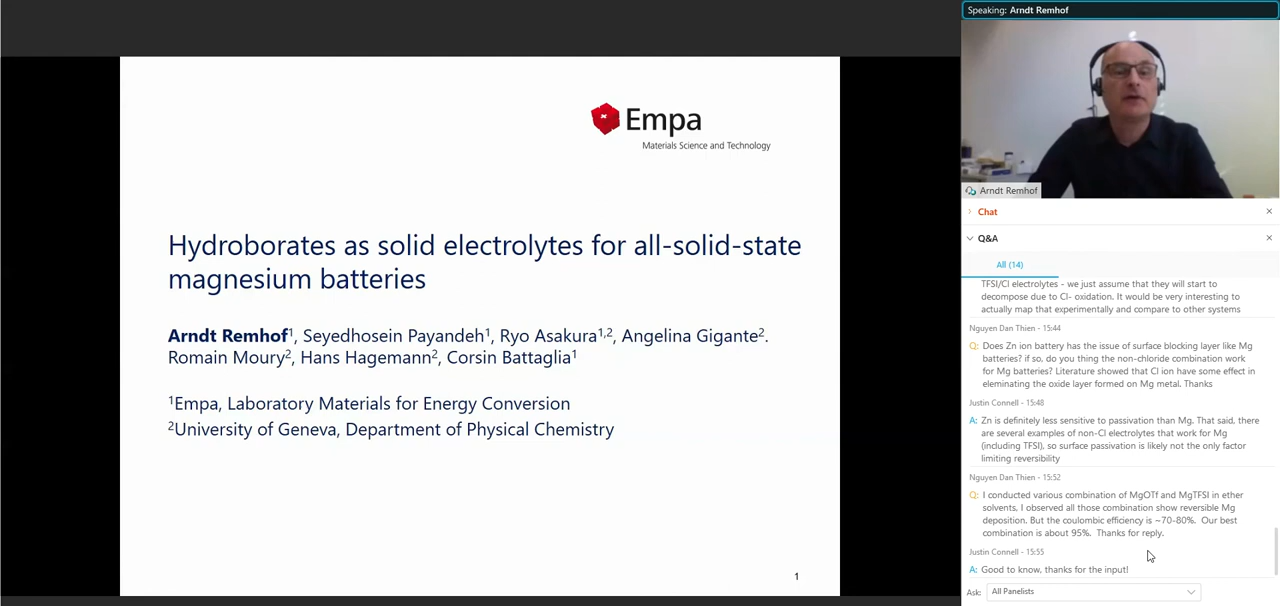 Speaking: Arndt Remhof
Empa
Materials Science and Technology
Hydroborates as solid electrolytes for all-solid-state
magnesium batteries
Arndt Remhof1, Seyedhosein Payandeh1, Ryo Asakura1,2, Angelina Gigante2.
Romain Moury2, Hans Hagemann2, Corsin Battaglia1
1Empa, Laboratory Materials for Energy Conversion
2University of Geneva, Department of Physical Chemistry
1
Arndt Remhof
Chat
Q&A
All (14)
TFSI/Cl electrolytes - we just assume that they will start to
decompose due to Cl- oxidation. It would be very interesting to
actually map that experimentally and compare to other systems
Nguyen Dan Thien - 15:44
Q: Does Zn ion battery has the issue of surface blocking layer like Mg
batteries? if so, do you thing the non-chloride combination work
for Mg batteries? Literature showed that Cl ion have some effect in
eleminating the oxide layer formed on Mg metal. Thanks
Justin Connell - 15:48
A: Zn is definitely less sensitive to passivation than Mg. That said, there
are several examples of non-Cl electrolytes that work for Mg
(including TFSI), so surface passivation is likely not the only factor
limiting reversibility
Nguyen Dan Thien - 15:52
Q: I conducted various combination of MgOTf and MgTFSI in ether
solvents, I observed all those combination show reversible Mg
deposition. But the coulombic efficiency is ~70-80%. Our best
combination is about 95%. Thanks for reply.
Justin Connell - 15:55
A: Good to know, thanks for the input!
Ask: All Panelists